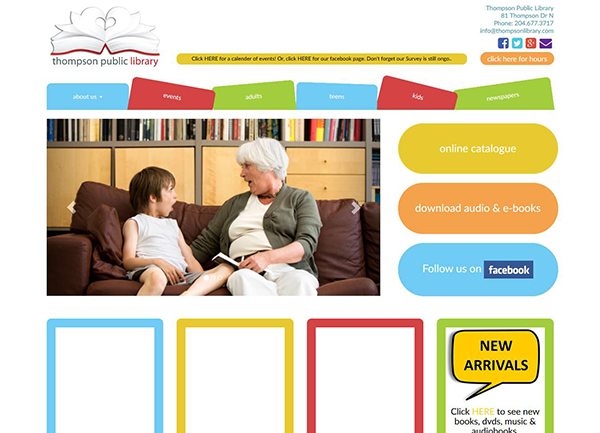 Thompson Public Library
81 Thompson Dr N
Phone: 204.677.3717
info@thompsonlibrary.com
thompson public library
Click HERE for a calender of events! Or, click HERE for our facebook page. Don't forget our Survey is still ongo..
click here for hours
about us
events
adults
teens
kids
newspapers
online catalogue
download audio & e-books
Follow us on facebook
NEW
ARRIVALS
Click HERE to see new
books, dvds, music &
audiobooks